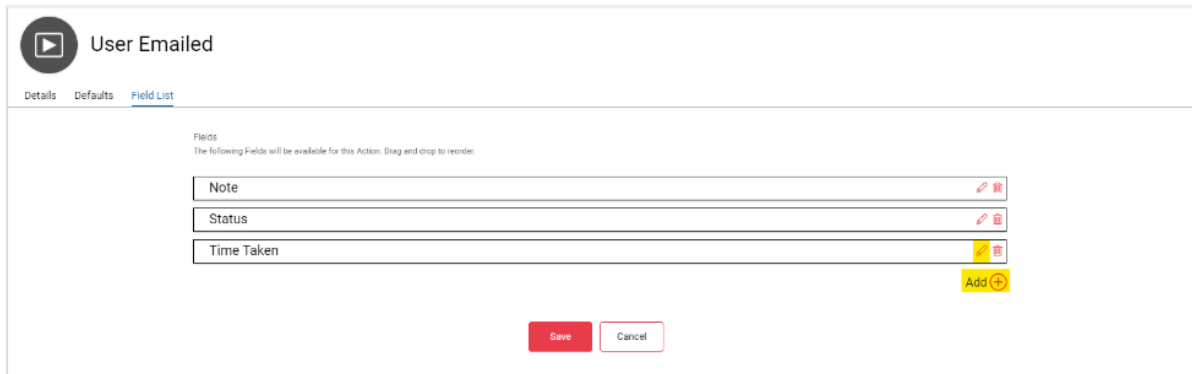 User Emailed
Details Defaults Field List
Fields
The following Fields will be available for this Action. Drag and drop to reorder.
Note
Status
Time Taken
Add
Save Cancel